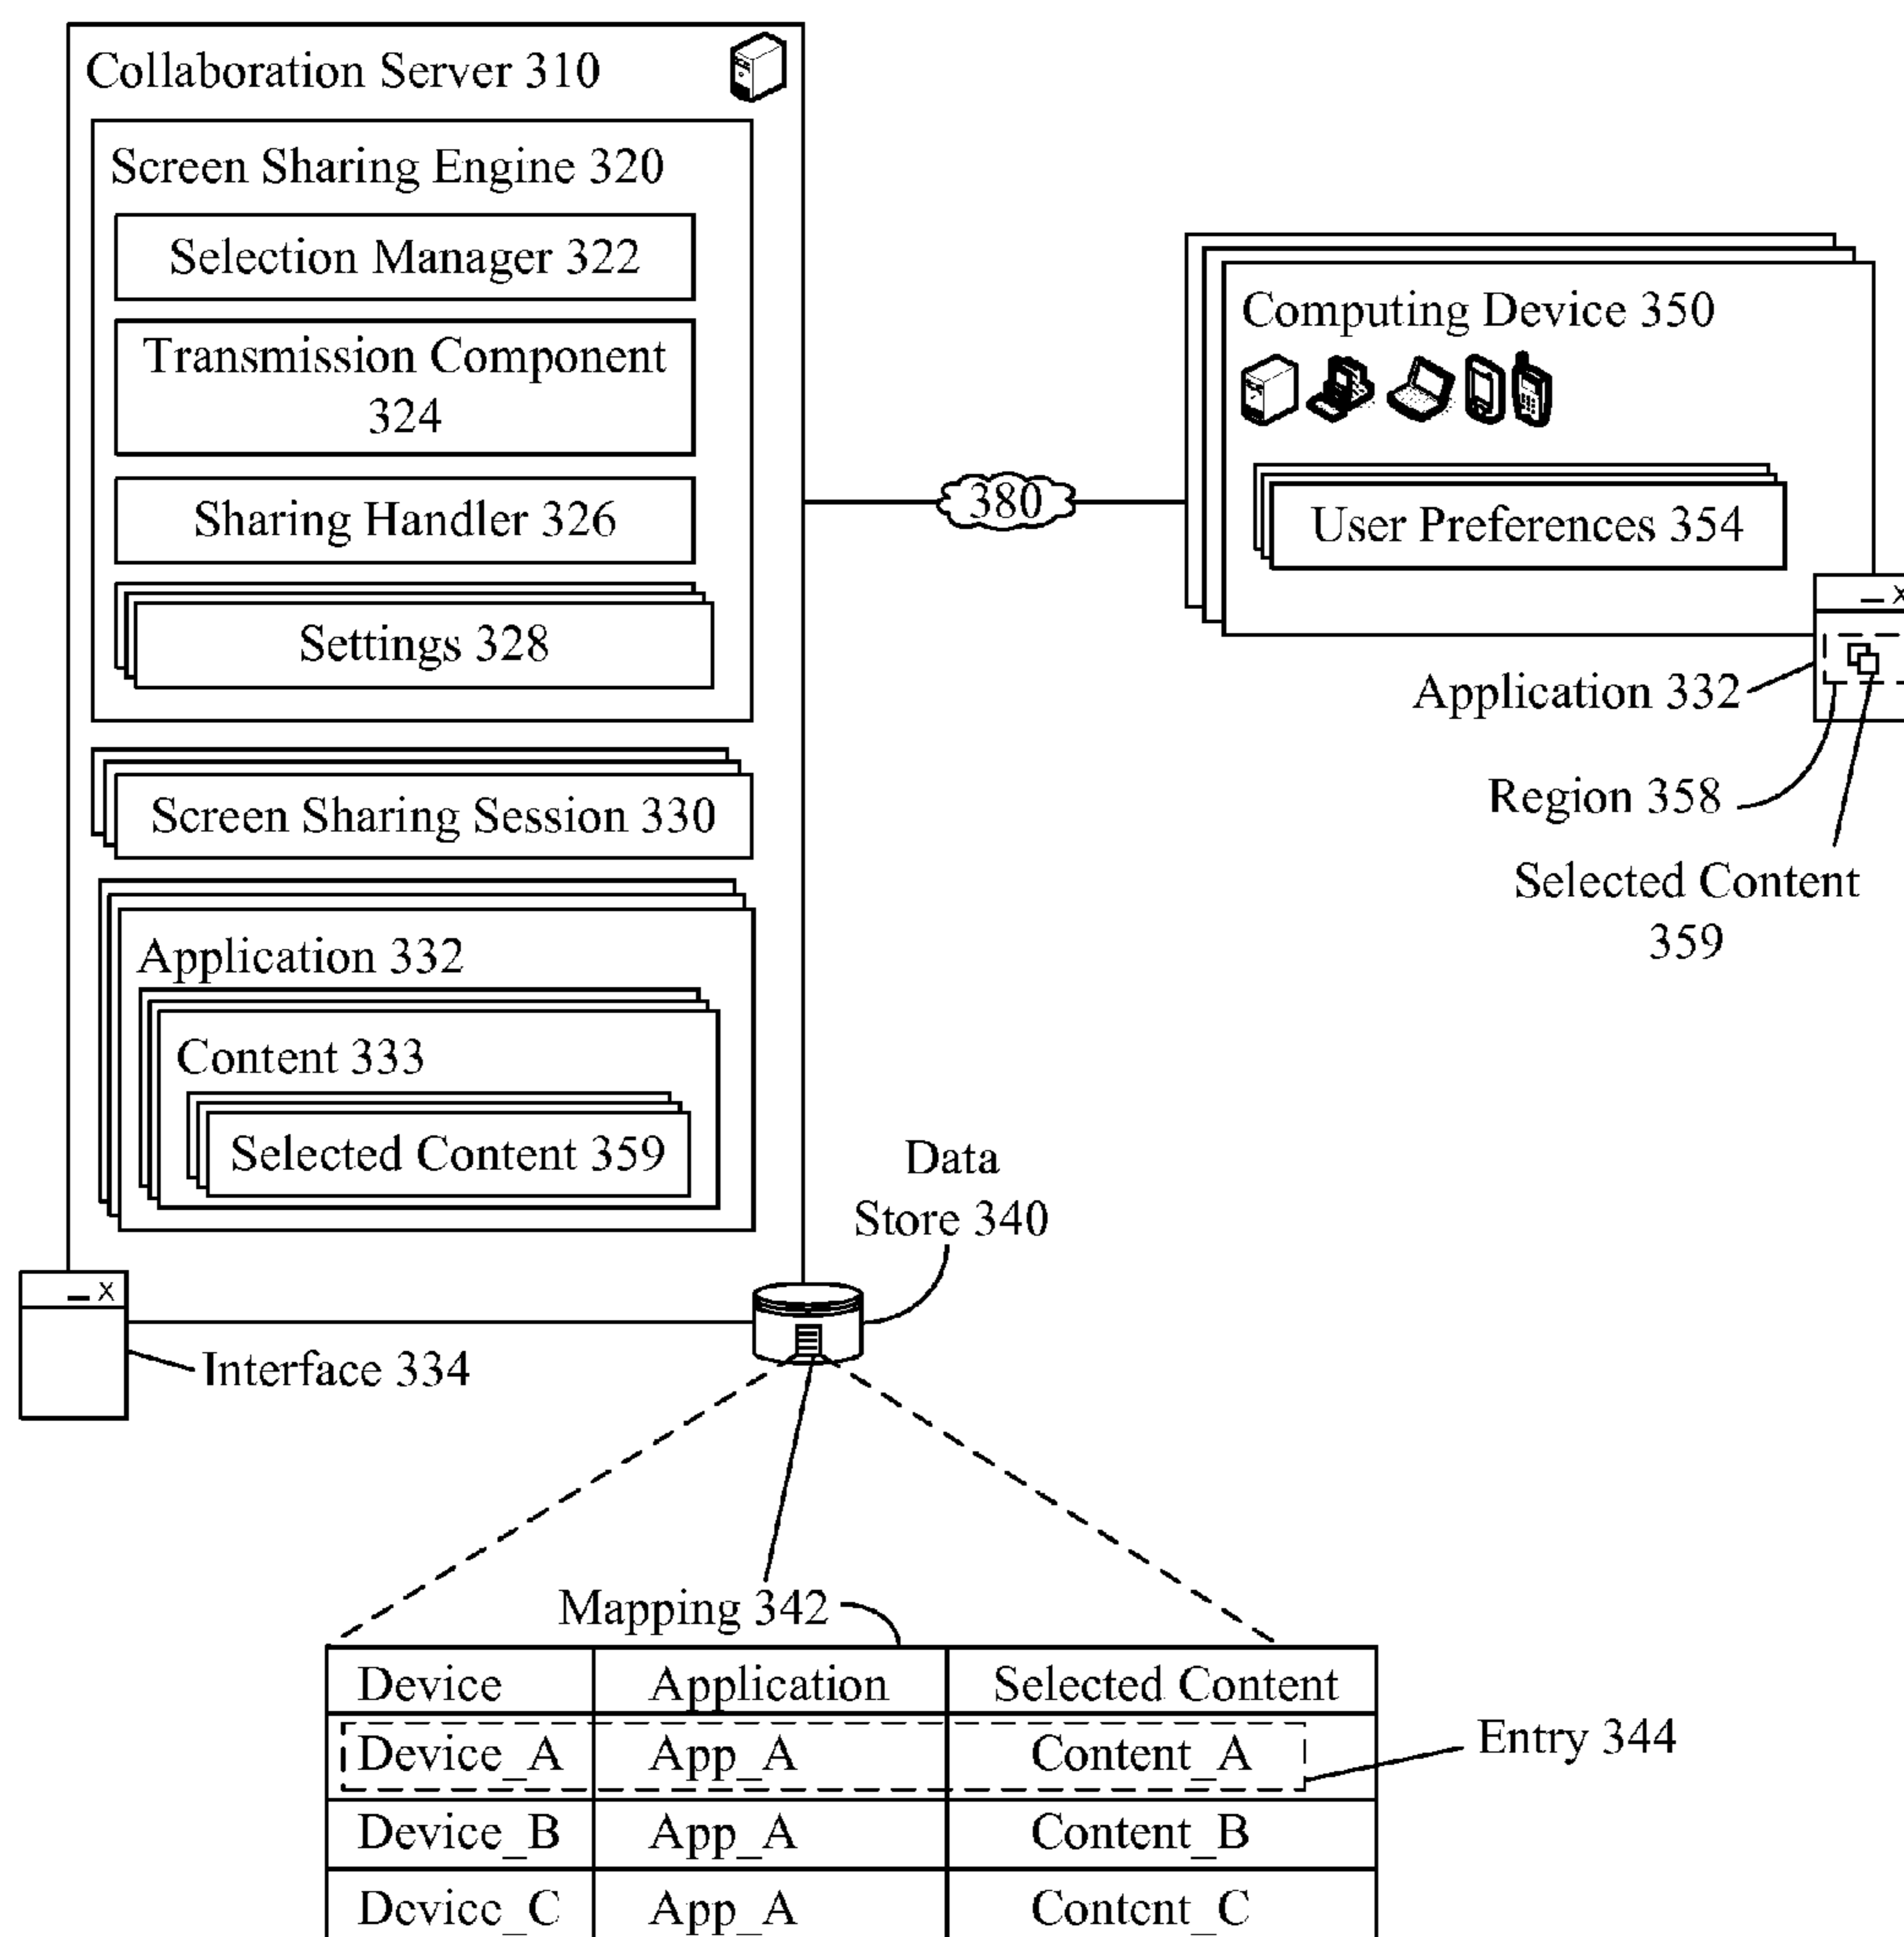 Collaboration Server 310
Screen Sharing Engine 320
Selection Manager 322
Transmission Component
324
Sharing Handler 326
Settings 328
Screen Sharing Session 330
Application 332
Content 333
Selected Content 359
Interface 334
X
Data
Store 340
380
Computing Device 350
User Preferences 354
X
Application 332
Region 358
Selected Content
359
Mapping 342
Device Application Selected Content
Device_A App_A Content_A
Device_B App_A Content_B
Device_C App_A Content_C
Entry 344